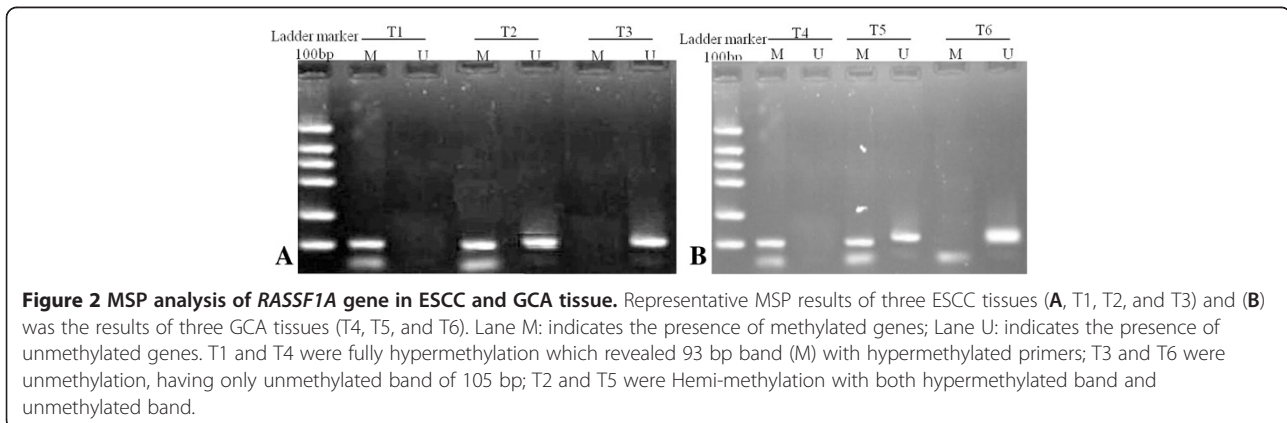 T1 T2 T3
Ladder marker
100bp M U M U M U
A
T4 T5 T6
Ladder marker
100bp M U M U M U
B
Figure 2 MSP analysis of RASSF1A gene in ESCC and GCA tissue. Representative MSP results of three ESCC tissues (A, T1, T2, and T3) and (B)
was the results of three GCA tissues (T4, T5, and T6). Lane M: indicates the presence of methylated genes; Lane U: indicates the presence of
unmethylated genes. T1 and T4 were fully hypermethylation which revealed 93 bp band (M) with hypermethylated primers; T3 and T6 were
unmethylation, having only unmethylated band of 105 bp; T2 and T5 were Hemi-methylation with both hypermethylated band and
unmethylated band.